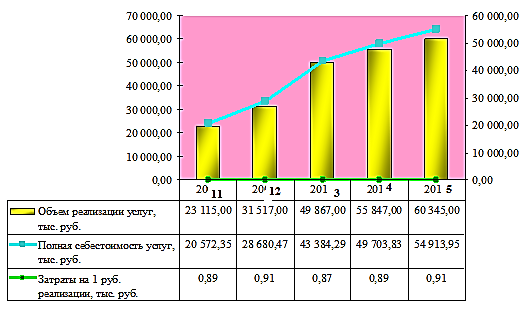 70 000,00 60 000,00
60 000,00 50 000,00
50 000,00 40 000,00
40 000,00 30 000,00
30 000,00 20 000,00
20 000,00 10 000,00
10 000,00 0,00
0,00
2011 2012 2013 2014 2015
Объем реализации услуг, 23 115,00 31 517,00 49 867,00 55 847,00 60 345,00
тыс. руб.
Полная себестоимость услуг, 20 572,35 28 680,47 43 384,29 49 703,83 54 913,95
тыс. руб.
Затраты на 1 руб. 0,89 0,91 0,87 0,89 0,91
реализации, тыс. руб.